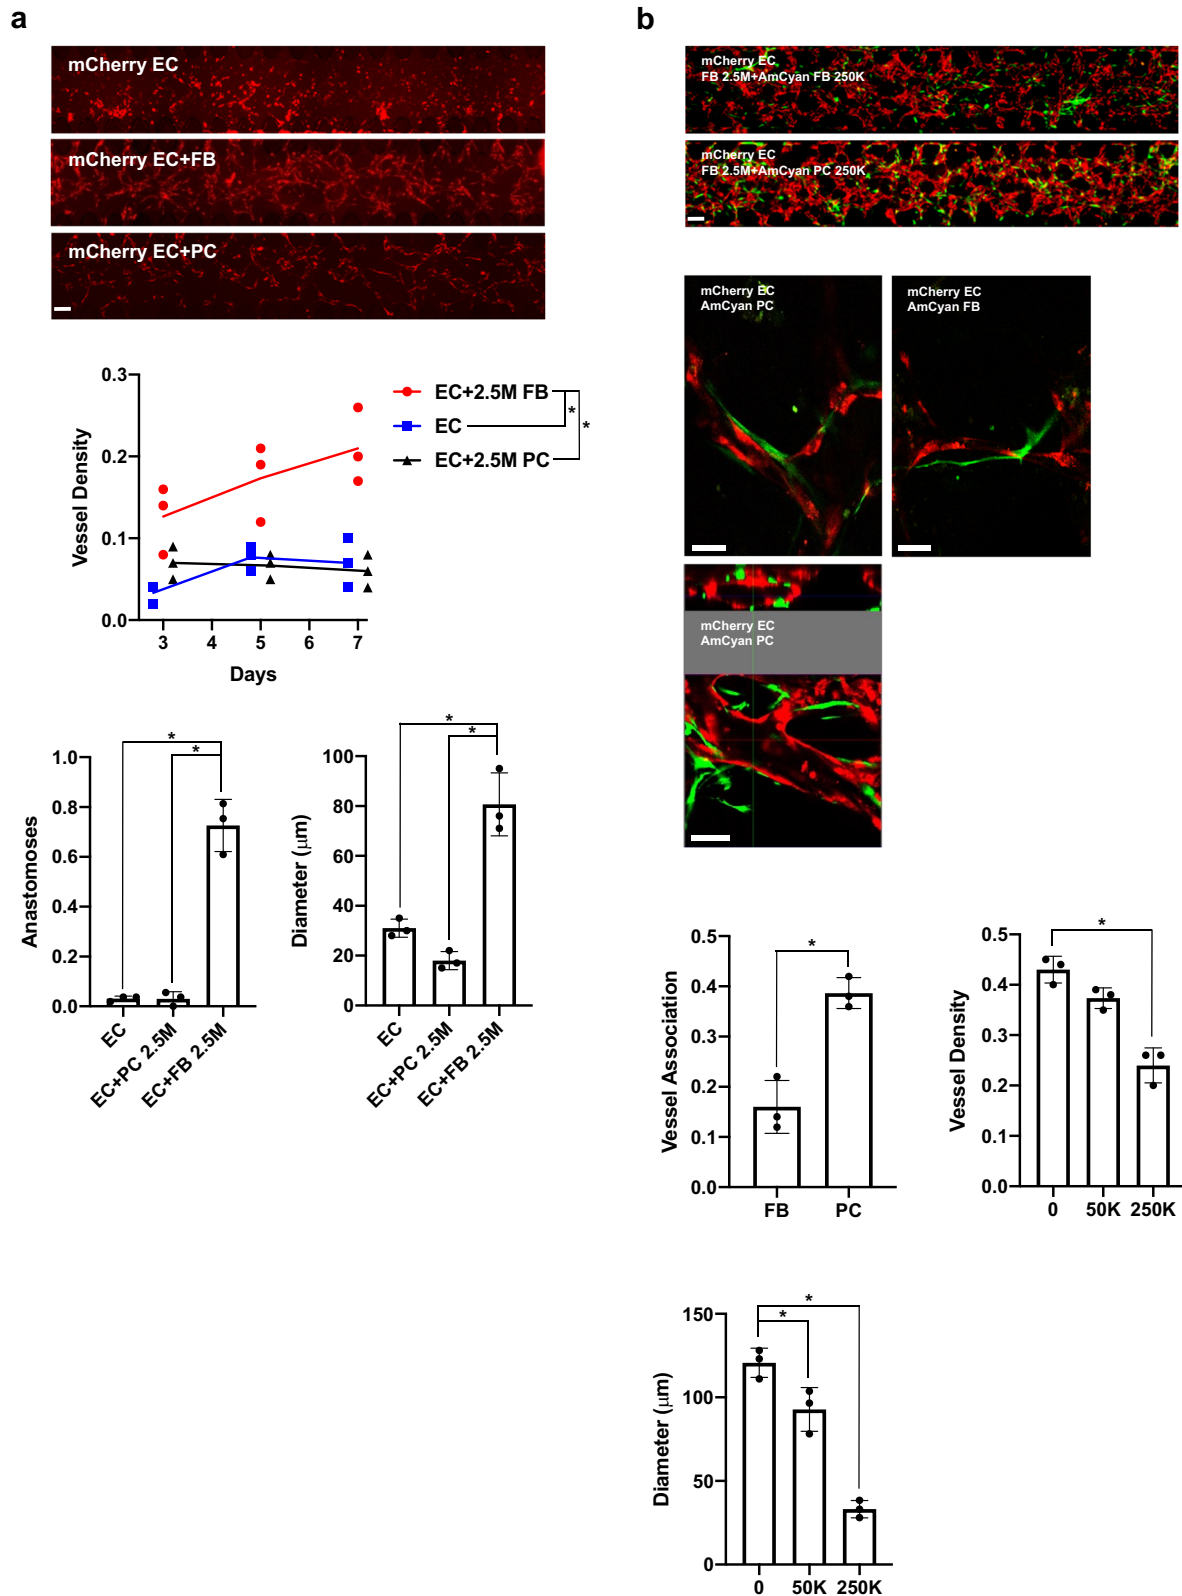 a
mCherry EC
mCherry EC+FB
mCherry EC+PC
0.3
0.2
0.1
0.0
Vessel Density
3
4
5
6
7
Days
EC+2.5M FB
EC
EC+2.5M PC
*
*
1.0
0.8
0.6
0.4
0.2
0.0
Anastomoses
*
*
EC
EC+PC 2.5M
EC+FB 2.5M
100
80
60
40
20
0
Diameter (μm)
*
*
EC
EC+PC 2.5M
EC+FB 2.5M
b
mCherry EC
FB 2.5M+AmCyan FB 250K
mCherry EC
FB 2.5M+AmCyan PC 250K
mCherry EC
AmCyan PC
mCherry EC
AmCyan FB
mCherry EC
AmCyan PC
0.5
0.4
0.3
0.2
0.1
0.0
Vessel Association
*
FB
PC
0.5
0.4
0.3
0.2
0.1
0.0
Vessel Density
*
0
50K
250K
150
100
50
0
Diameter (μm)
*
*
0
50K
250K